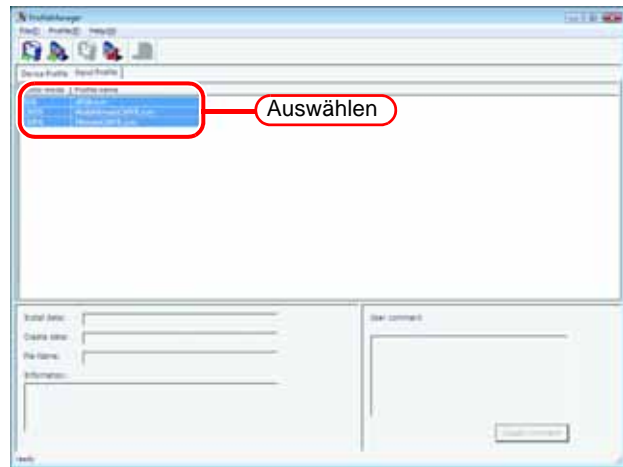 ProfileManager
File(F) Profile(P) Help(H)
Device Profile Input Profile
Color mode Profile name
Auswählen
Install date:
User comment
Create date:
File Name:
Information:
ready